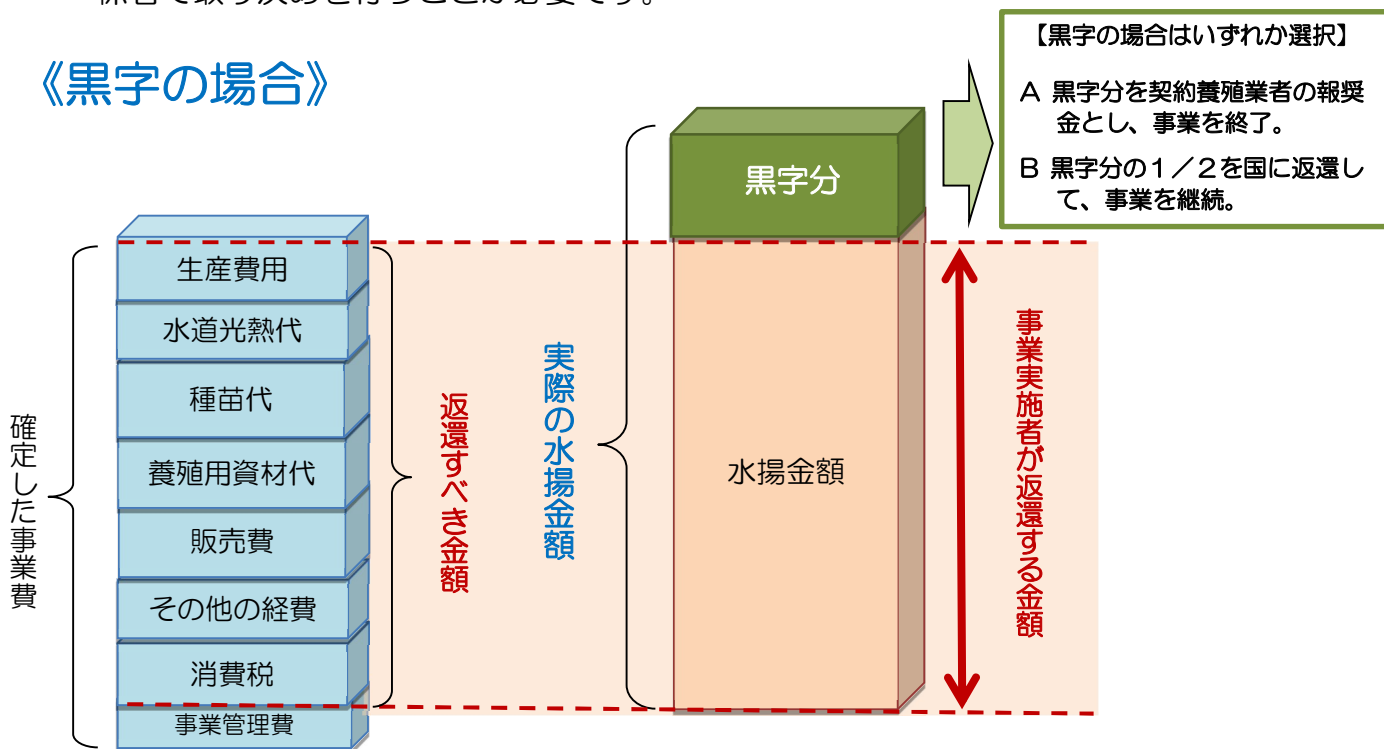 《黒字の場合》
【黒字の場合はいずれか選択】
A 黒字分を契約養殖業者の報奨
金とし、事業を終了。
B 黒字分の1/2を国に返還し
て、事業を継続。
黒字分
確定した事業費
生産費用
水道光熱代
種苗代
養殖用資材代
販売費
その他の経費
消費税
事業管理費
返還すべき金額
実際の水揚金額
水揚金額
事業実施者が返還する金額